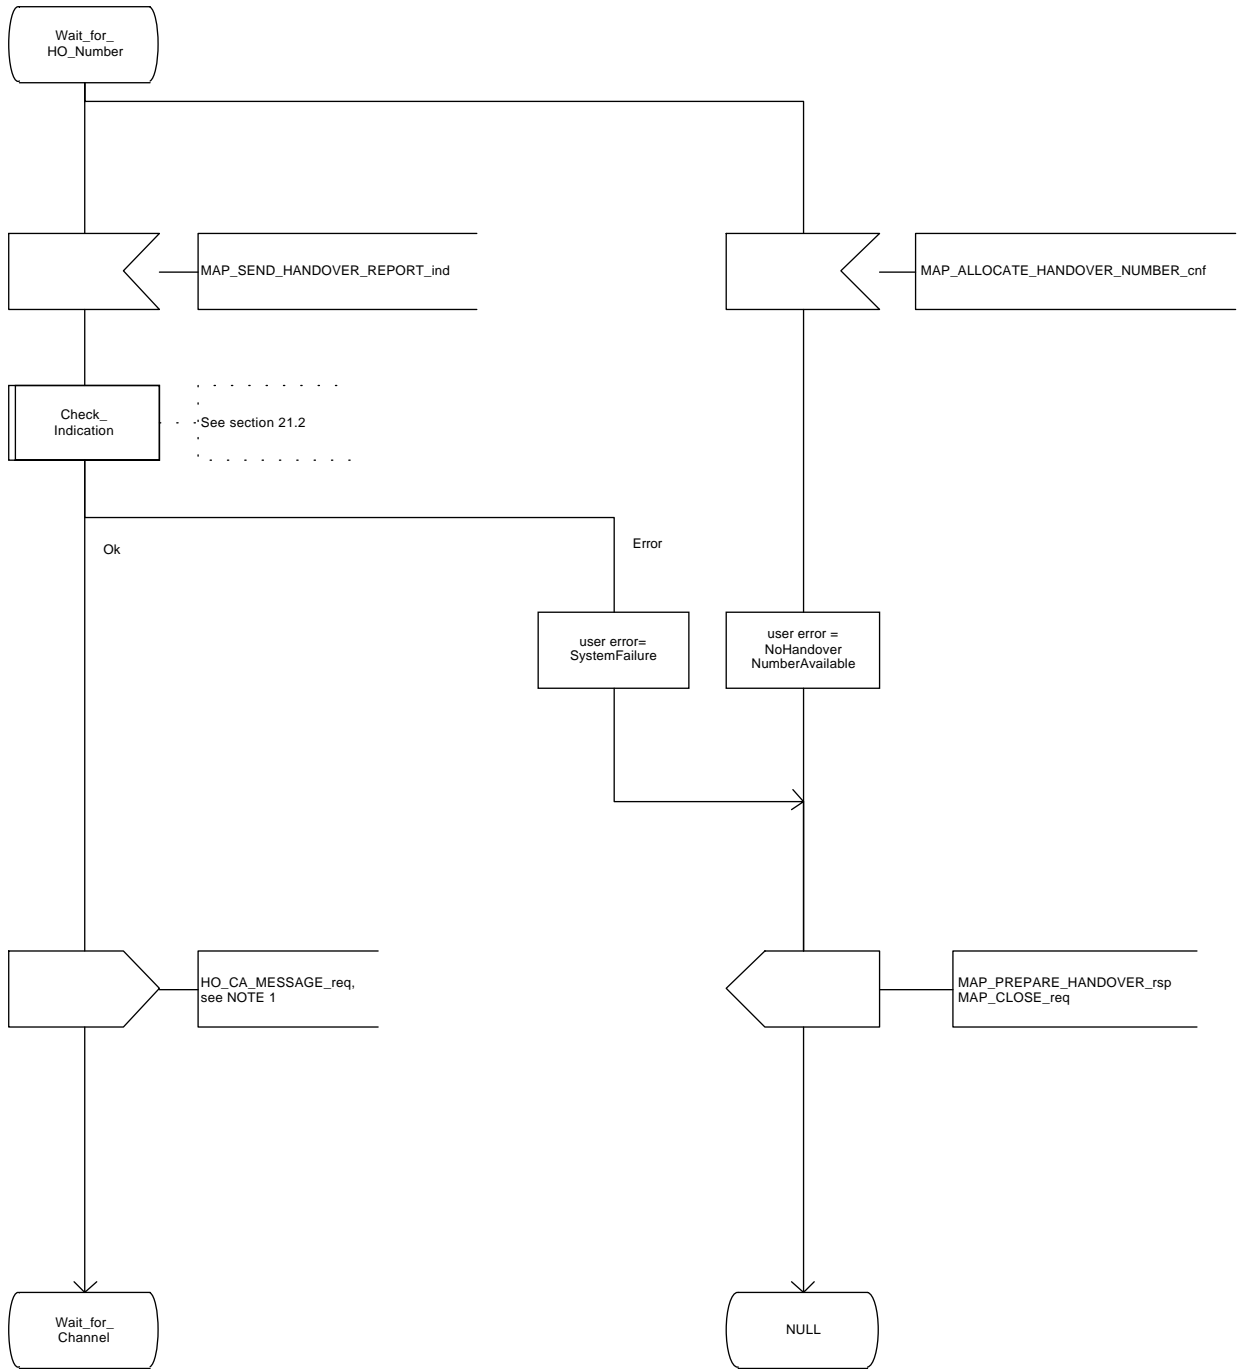 Wait_for_
HO_Number
MAP_SEND_HANDOVER_REPORT_ind
MAP_ALLOCATE_HANDOVER_NUMBER_cnf
Check_
Indication
See section 21.2
Ok
Error
user error=
SystemFailure
user error =
NoHandover
NumberAvailable
HO_CA_MESSAGE_req,
see NOTE 1
MAP_PREPARE_HANDOVER_rsp
MAP_CLOSE_req
Wait_for_
Channel
NULL